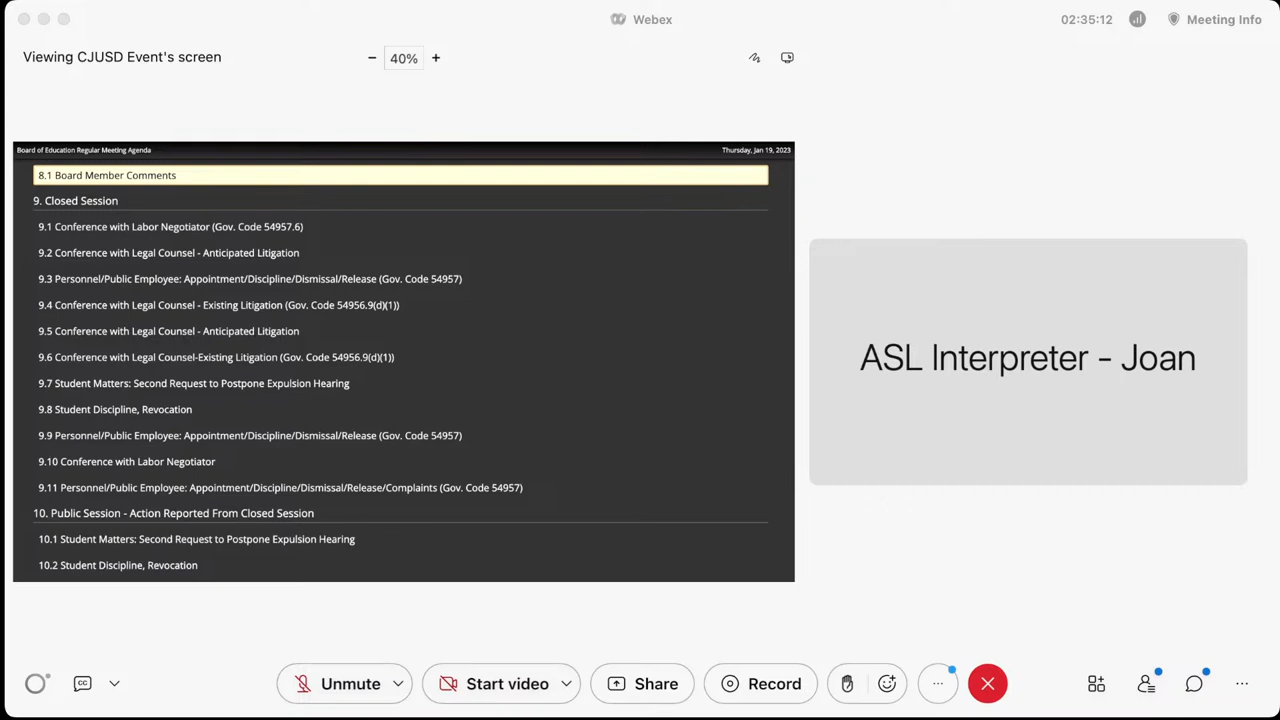 Webex
02:35:12
Meeting Info
Viewing CJUSD Event's screen
− 40% +
Board of Education Regular Meeting Agenda
Thursday, Jan 19, 2023
8.1 Board Member Comments
9. Closed Session
9.1 Conference with Labor Negotiator (Gov. Code 54957.6)
9.2 Conference with Legal Counsel - Anticipated Litigation
9.3 Personnel/Public Employee: Appointment/Discipline/Dismissal/Release (Gov. Code 54957)
9.4 Conference with Legal Counsel - Existing Litigation (Gov. Code 54956.9(d)(1))
9.5 Conference with Legal Counsel - Anticipated Litigation
9.6 Conference with Legal Counsel-Existing Litigation (Gov. Code 54956.9(d)(1))
9.7 Student Matters: Second Request to Postpone Expulsion Hearing
9.8 Student Discipline, Revocation
9.9 Personnel/Public Employee: Appointment/Discipline/Dismissal/Release (Gov. Code 54957)
9.10 Conference with Labor Negotiator
9.11 Personnel/Public Employee: Appointment/Discipline/Dismissal/Release/Complaints (Gov. Code 54957)
10. Public Session - Action Reported From Closed Session
10.1 Student Matters: Second Request to Postpone Expulsion Hearing
10.2 Student Discipline, Revocation
ASL Interpreter - Joan
CC
Unmute
Start video
Share
Record